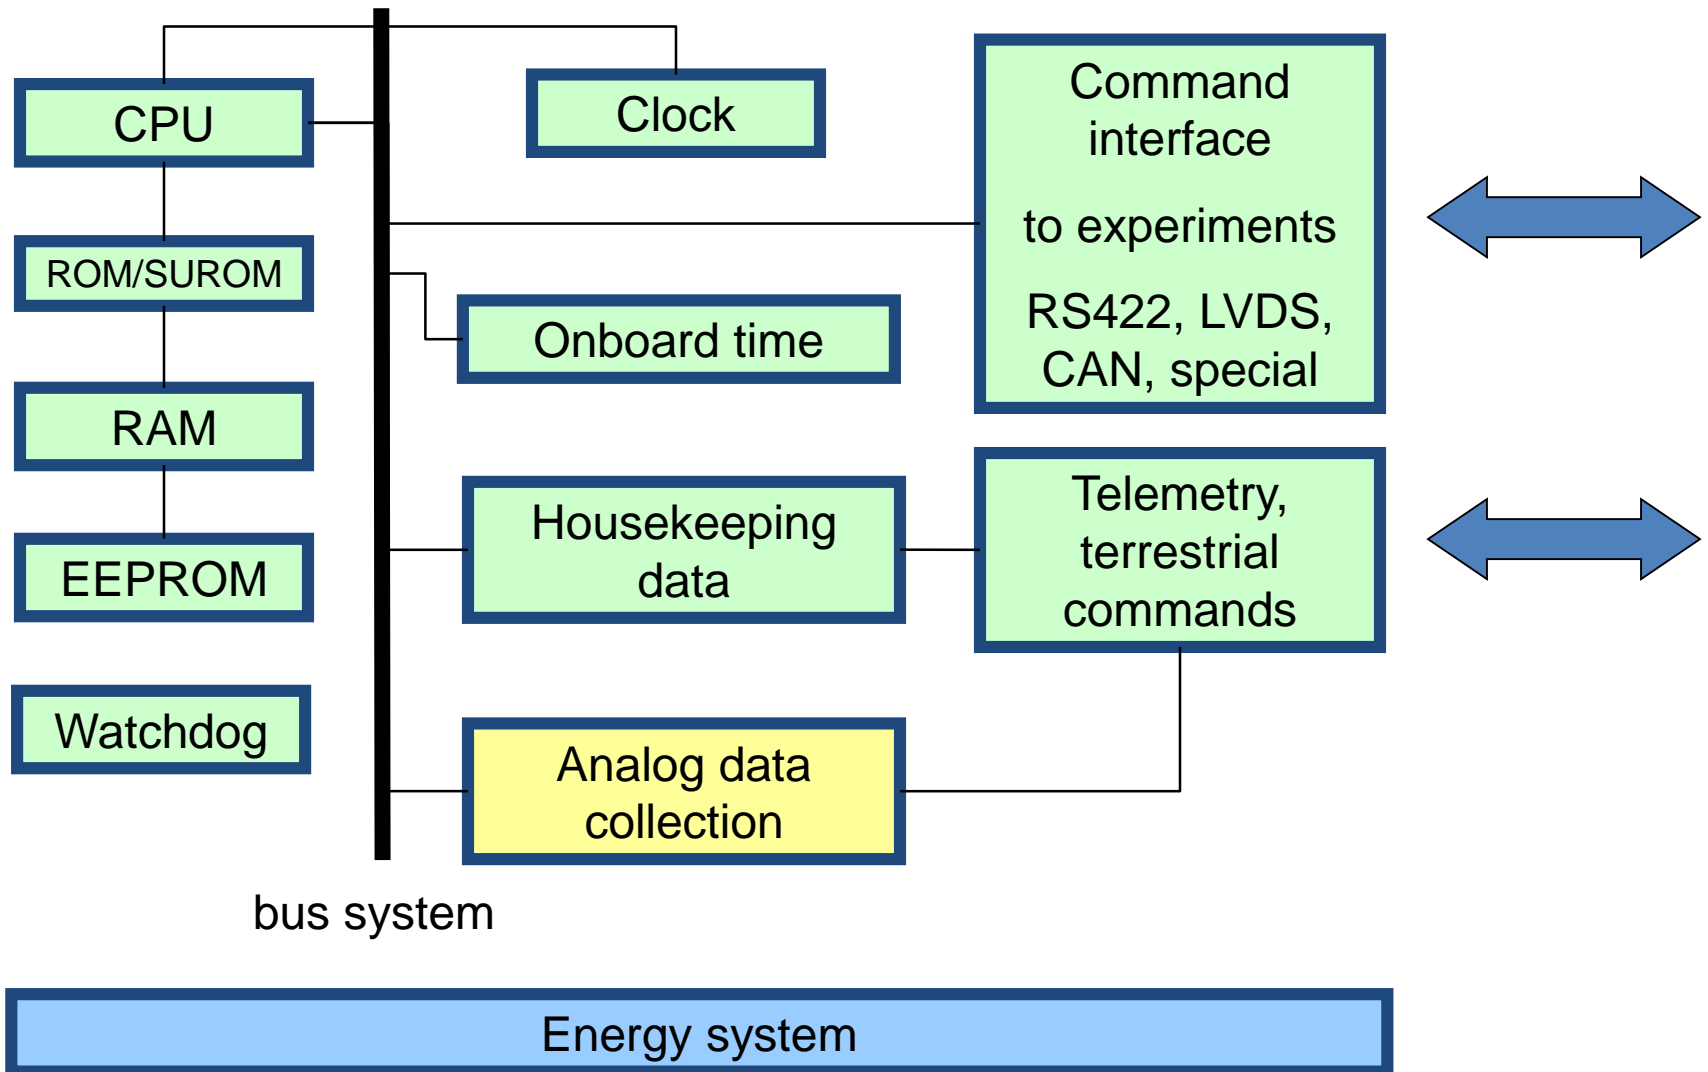 CPU
Clock
Command
interface
to experiments
RS422, LVDS,
CAN, special
ROM/SUROM
Onboard time
RAM
Housekeeping
data
Telemetry,
terrestrial
commands
EEPROM
Watchdog
Analog data
collection
bus system
Energy system